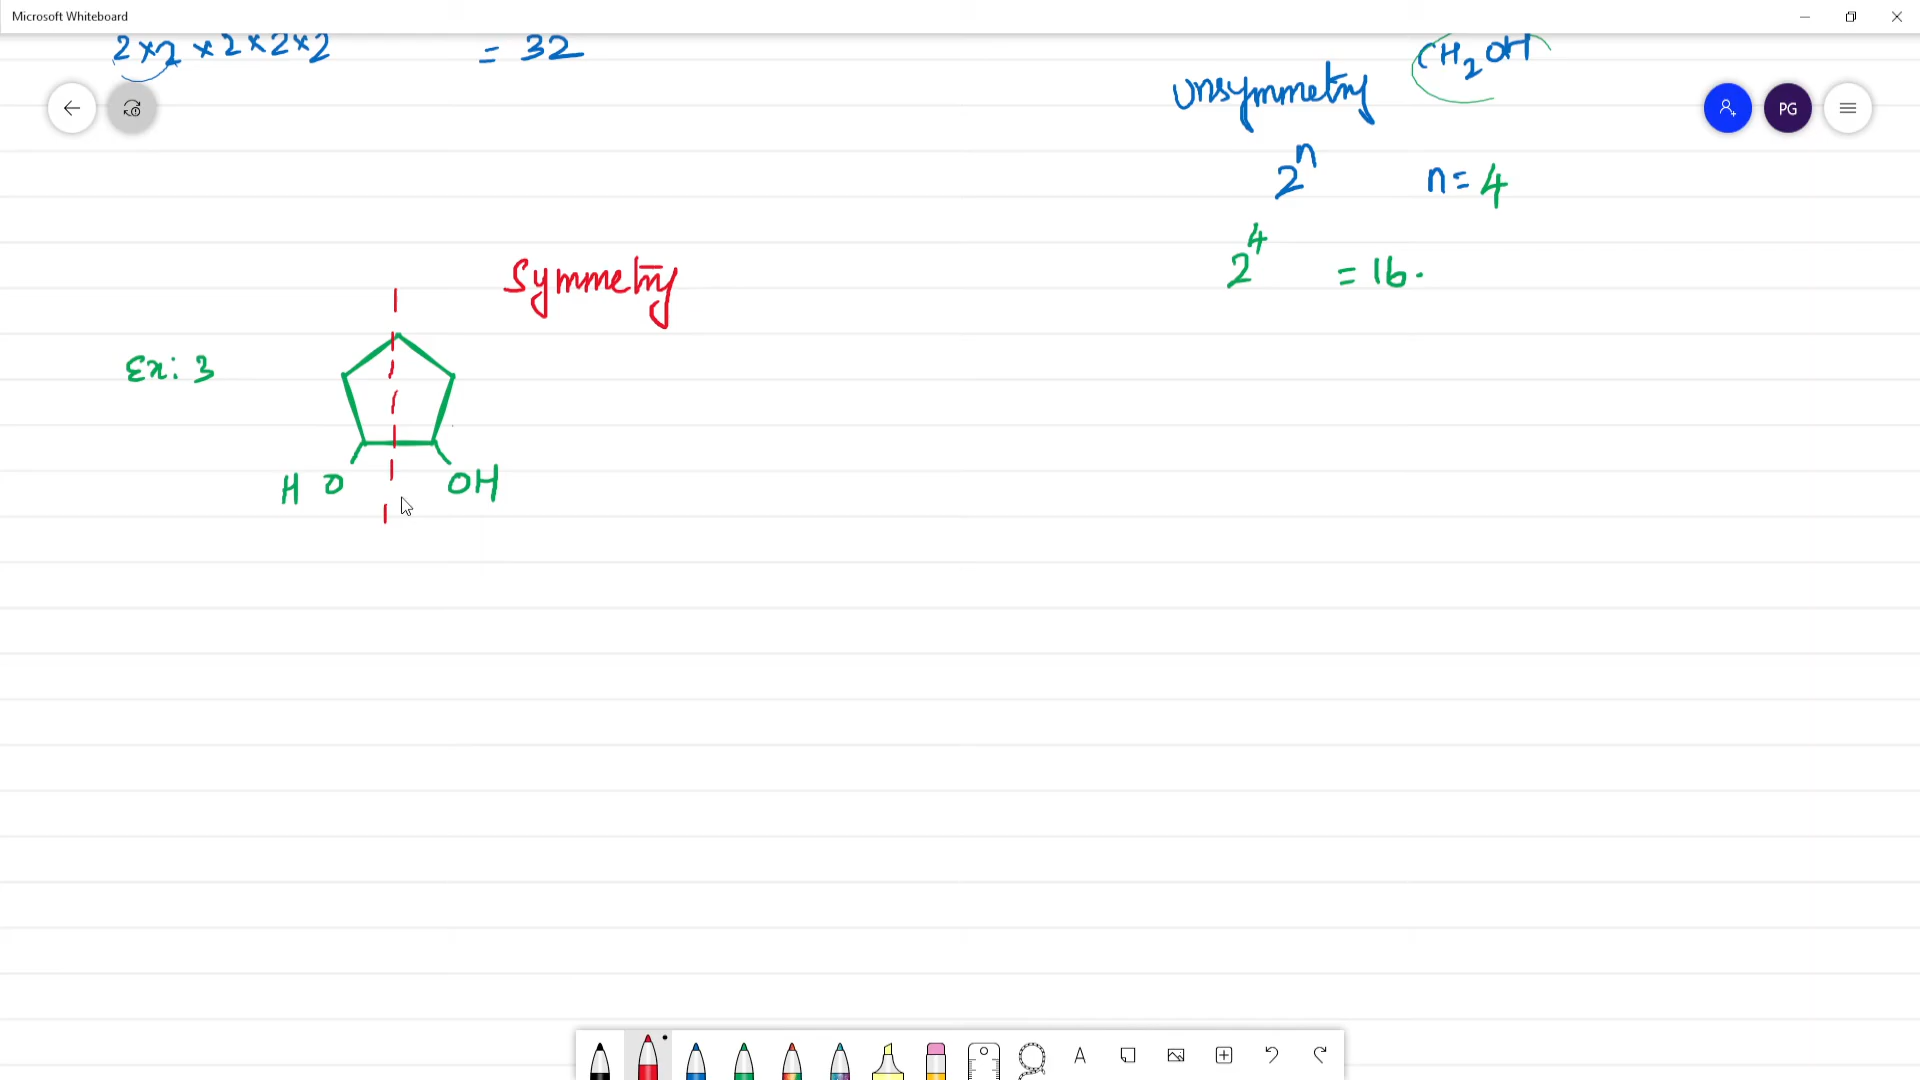 Microsoft Whiteboard
2×2×2×2×2 = 32
CH2OH
Unsymmetry
PG
2^n n = 4
2^4 = 16.
Symmetry
Ex: 3
HO OH
A